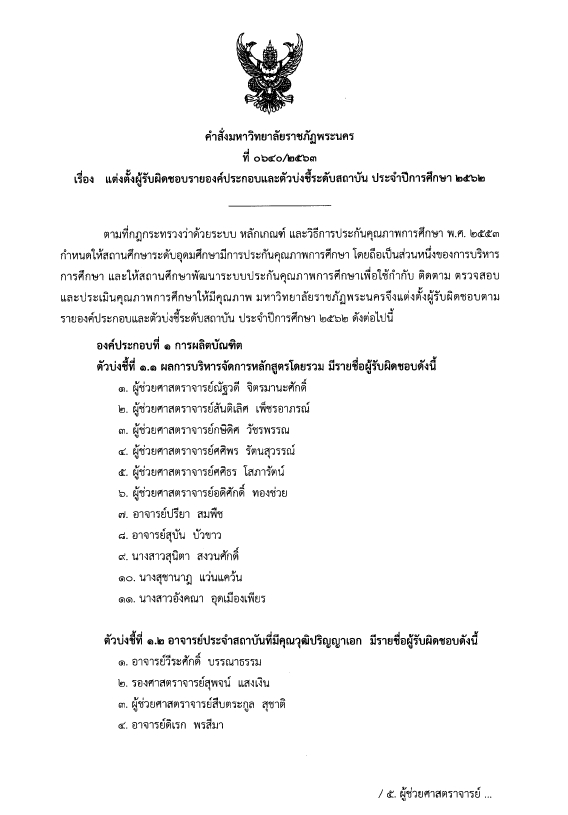 คำสั่งมหาวิทยาลัยราชภัฏพระนคร
ที่ ๐๖๔๐/๒๕๖๓
เรื่อง แต่งตั้งผู้รับผิดชอบรายองค์ประกอบและตัวบ่งชี้ระดับสถาบัน ประจำปีการศึกษา ๒๕๖๒
ตามที่กฎกระทรวงว่าด้วยระบบ หลักเกณฑ์ และวิธีการประกันคุณภาพการศึกษา พ.ศ. ๒๕๕๓
กำหนดให้สถานศึกษาระดับอุดมศึกษามีการประกันคุณภาพการศึกษา โดยถือเป็นส่วนหนึ่งของการบริหาร
การศึกษา และให้สถานศึกษาพัฒนาระบบประกันคุณภาพการศึกษาเพื่อใช้กำกับ ติดตาม ตรวจสอบ
และประเมินคุณภาพการศึกษาให้มีคุณภาพ มหาวิทยาลัยราชภัฏพระนครจึงแต่งตั้งผู้รับผิดชอบตาม
รายองค์ประกอบและตัวบ่งชี้ระดับสถาบัน ประจำปีการศึกษา ๒๕๖๒ ดังต่อไปนี้
องค์ประกอบที่ ๑ การผลิตบัณฑิต
ตัวบ่งชี้ที่ ๑.๑ ผลการบริหารจัดการหลักสูตรโดยรวม มีรายชื่อผู้รับผิดชอบดังนี้
๑. ผู้ช่วยศาสตราจารย์ณัฐวดี จิตรมานะศักดิ์
๒. ผู้ช่วยศาสตราจารย์สันติเลิศ เพ็ชรอาภรณ์
๓. ผู้ช่วยศาสตราจารย์กษิดิศ วัชรพรรณ
๔. ผู้ช่วยศาสตราจารย์ศศิพร รัตนสุวรรณ์
๕. ผู้ช่วยศาสตราจารย์ศศิธร โสภารัตน์
๖. ผู้ช่วยศาสตราจารย์อดิศักดิ์ ทองช่วย
๗. อาจารย์ปรียา สมพืช
๘. อาจารย์สุบัน บัวขาว
๙. นางสาวสุนิตา สงวนศักดิ์
๑๐. นางสุชานาฎ แว่นแคว้น
๑๑. นางสาวอังคณา อุดเมืองเพียร
ตัวบ่งชี้ที่ ๑.๒ อาจารย์ประจำสถาบันที่มีคุณวุฒิปริญญาเอก มีรายชื่อผู้รับผิดชอบดังนี้
๑. อาจารย์วีระศักดิ์ บรรณาธรรม
๒. รองศาสตราจารย์สุพจน์ แสงเงิน
๓. ผู้ช่วยศาสตราจารย์สืบตระกูล สุชาติ
๔. อาจารย์ดิเรก พรสีมา
/ ๕. ผู้ช่วยศาสตราจารย์ ...